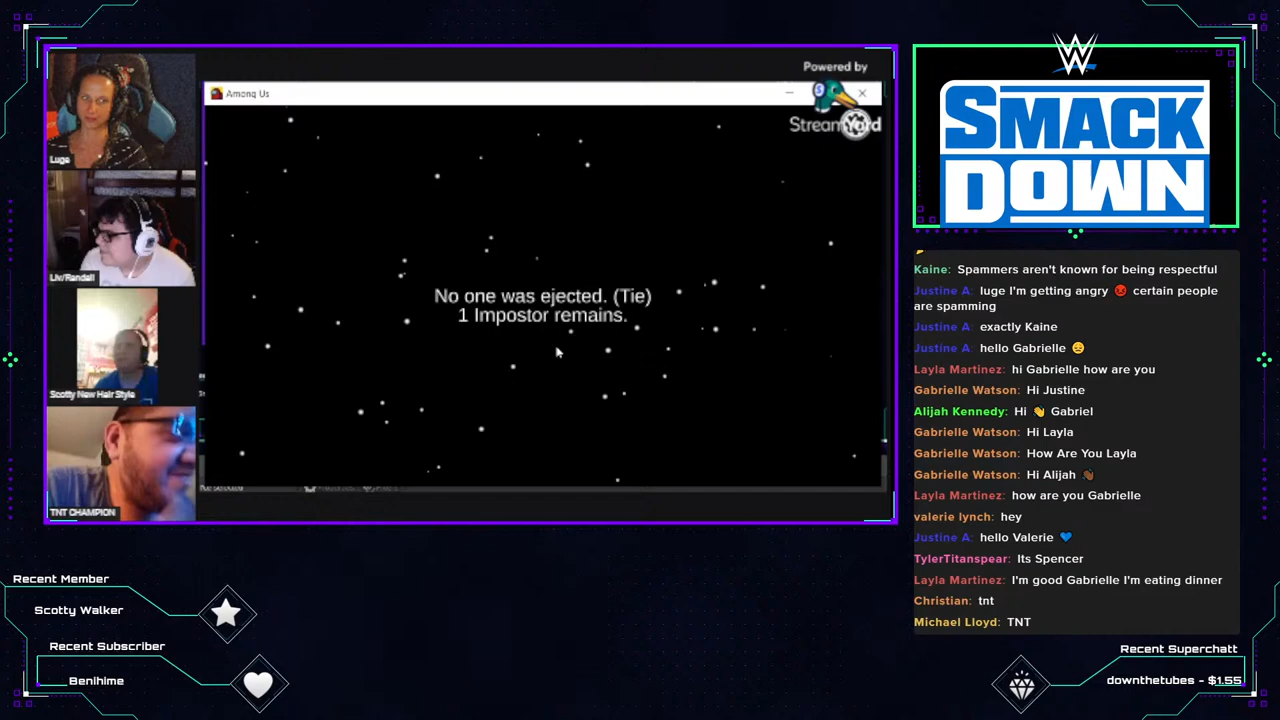 Powered by
StreamYard
Among Us
Luge
Liv/Randall
Scotty New Hair Style
TNT CHAMPION
No one was ejected. (Tie)
1 Impostor remains.
W
SMACK
DOWN
Kaine: Spammers aren't known for being respectful
Justine A: luge I'm getting angry 😡 certain people
are spamming
Justine A: exactly Kaine
Justine A: hello Gabrielle 😔
Layla Martinez: hi Gabrielle how are you
Gabrielle Watson: Hi Justine
Alijah Kennedy: Hi 👋 Gabriel
Gabrielle Watson: Hi Layla
Gabrielle Watson: How Are You Layla
Gabrielle Watson: Hi Alijah 👋🏿
Layla Martinez: how are you Gabrielle
valerie lynch: hey
Justine A: hello Valerie 💙
TylerTitanspear: Its Spencer
Layla Martinez: I'm good Gabrielle I'm eating dinner
Christian: tnt
Michael Lloyd: TNT
Recent Member
Scotty Walker
Recent Subscriber
Benihime
Recent Superchatt
downthetubes - $1.55